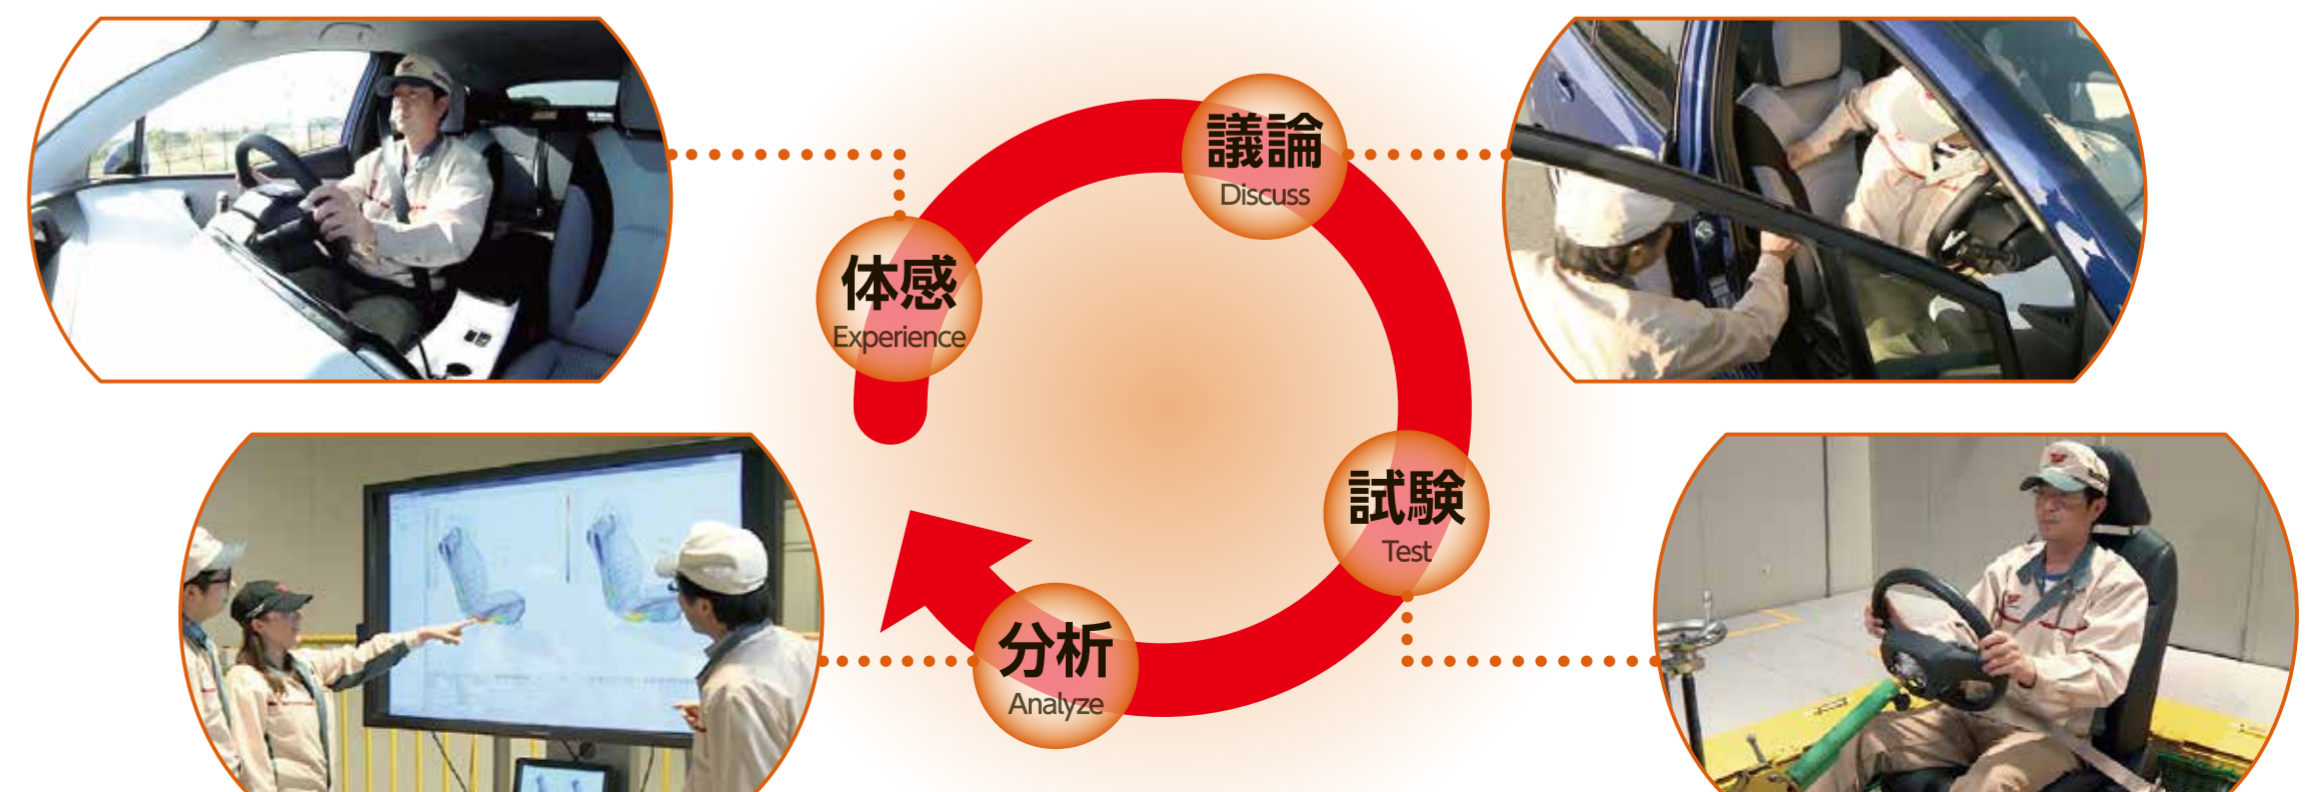 体感
Experience
議論
Discuss
試験
Test
分析
Analyze